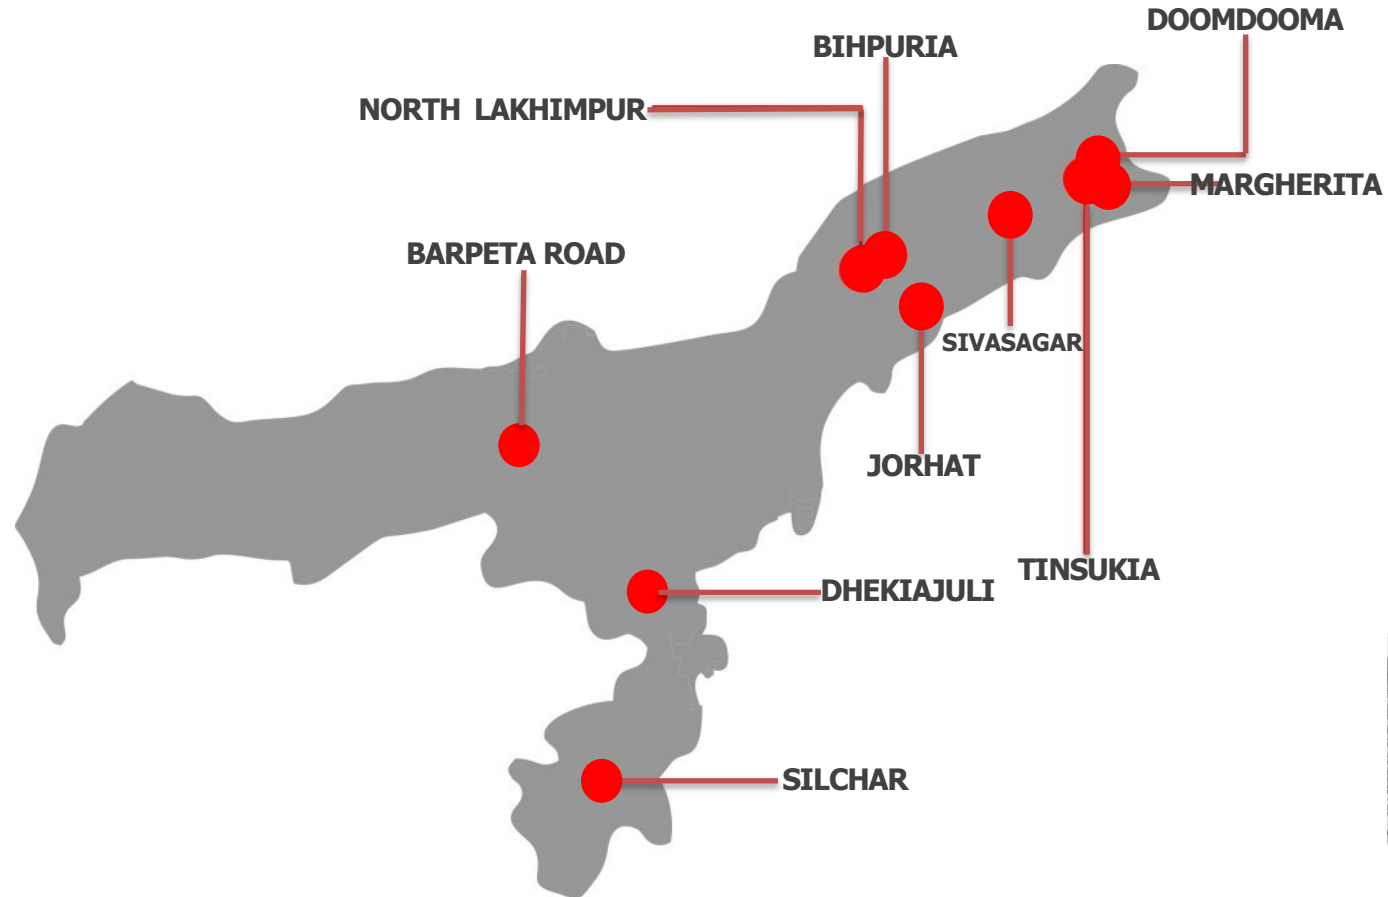 DOOMDOOMA
BIHPURIA
NORTH LAKHIMPUR
MARGHERITA
BARPETA ROAD
SIVASAGAR
JORHAT
TINSUKIA
DHEKIAJULI
SILCHAR